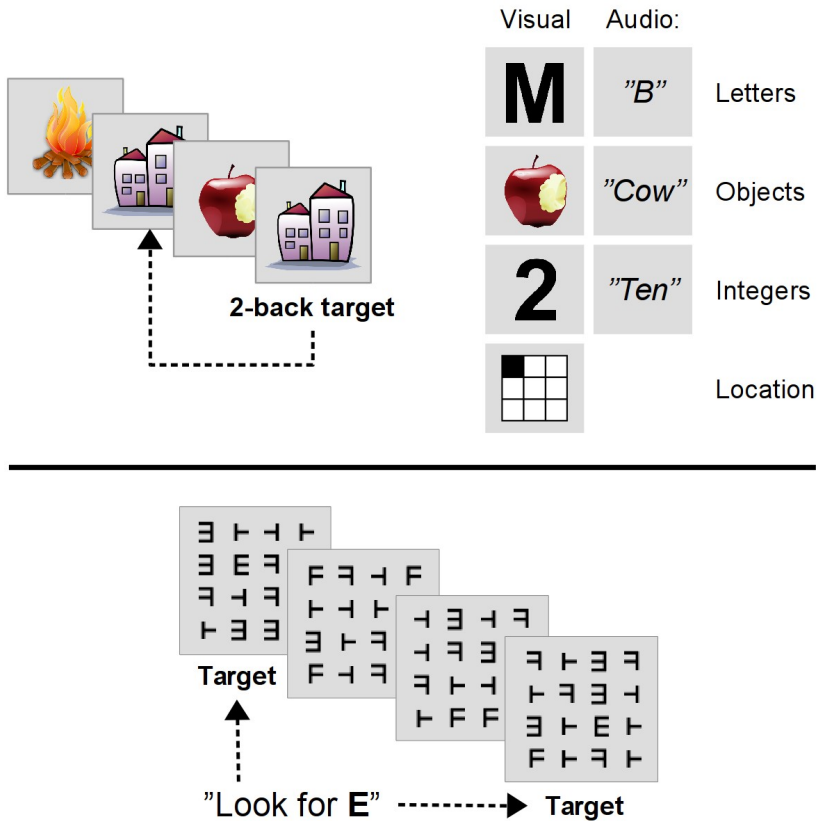 Visual Audio:
M "B" Letters
"Cow" Objects
2 "Ten" Integers
Location
2-back target
Target
"Look for E"
Target